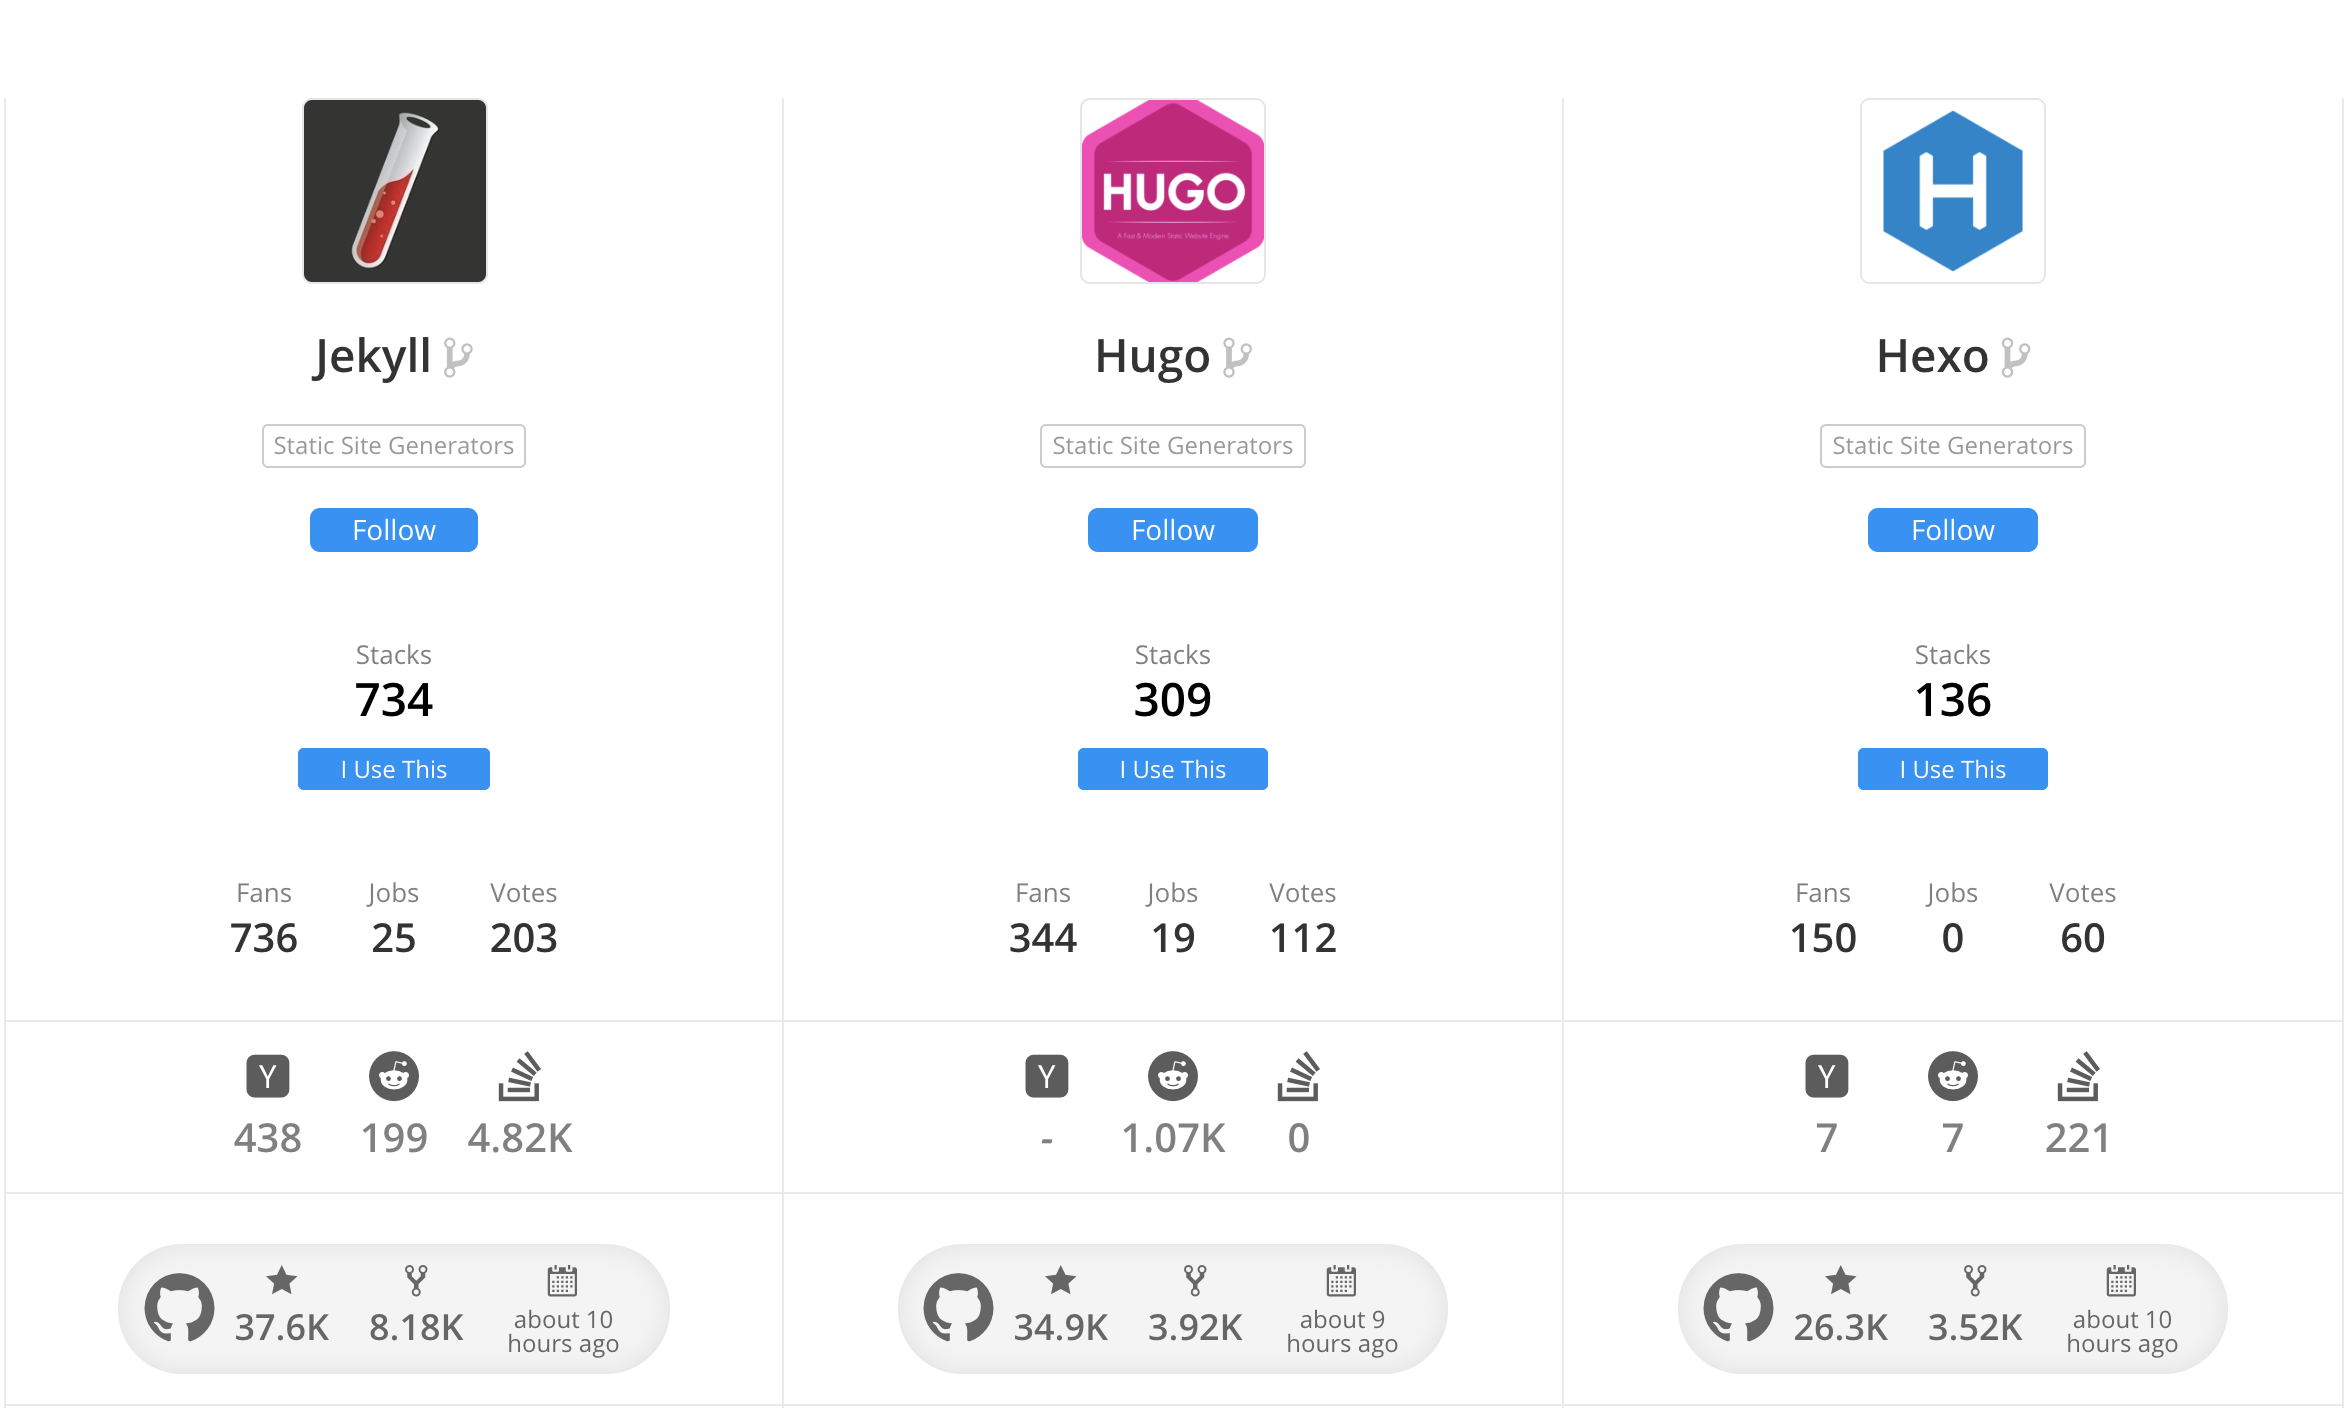 HUGO
A Fast & Modern Static Website Engine
H
Jekyll
Hugo
Hexo
Static Site Generators
Static Site Generators
Static Site Generators
Follow
Follow
Follow
Stacks
Stacks
Stacks
734
309
136
I Use This
I Use This
I Use This
Fans Jobs Votes
Fans Jobs Votes
Fans Jobs Votes
736 25 203
344 19 112
150 0 60
Y
Y
Y
438 199 4.82K
- 1.07K 0
7 7 221
37.6K 8.18K about 10
hours ago
34.9K 3.92K about 9
hours ago
26.3K 3.52K about 10
hours ago